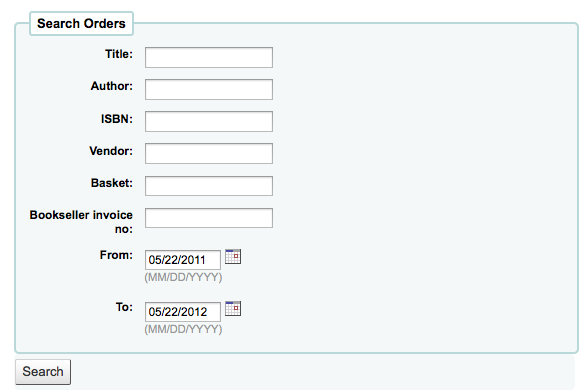 Search Orders
Title:
Author:
ISBN:
Vendor:
Basket:
Bookseller invoice
no:
From: 05/22/2011
(MM/DD/YYYY)
To: 05/22/2012
(MM/DD/YYYY)
Search